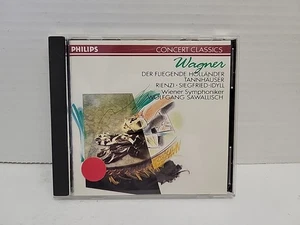 PHILIPS
CONCERT CLASSICS
Wagner
DER FLIEGENDE HOLLÄNDER
TANNHÄUSER
RIENZI · SIEGFRIED-IDYLL
Wiener Symphoniker
WOLFGANG SAWALLISCH